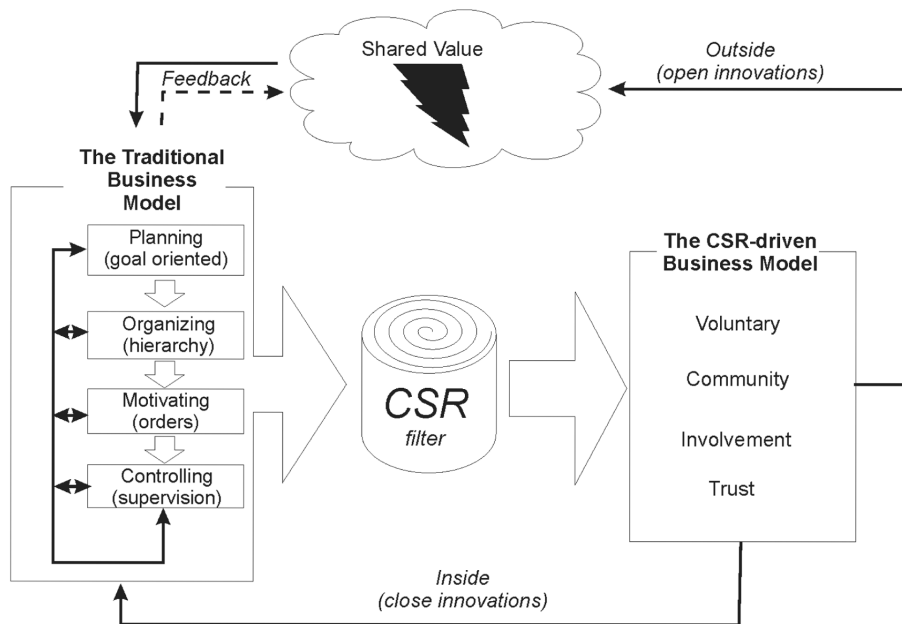 Shared Value
Outside
(open innovations)
Feedback
The Traditional
Business
Model
Planning
(goal oriented)
Organizing
(hierarchy)
Motivating
(orders)
Controlling
(supervision)
CSR
filter
The CSR-driven
Business Model
Voluntary
Community
Involvement
Trust
Inside
(close innovations)